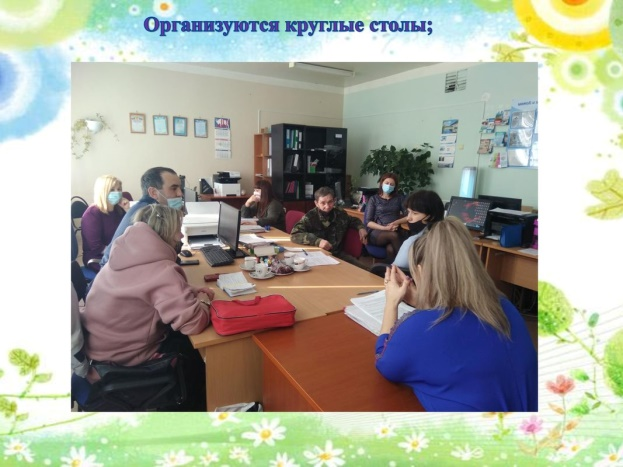 Организуются круглые столы;